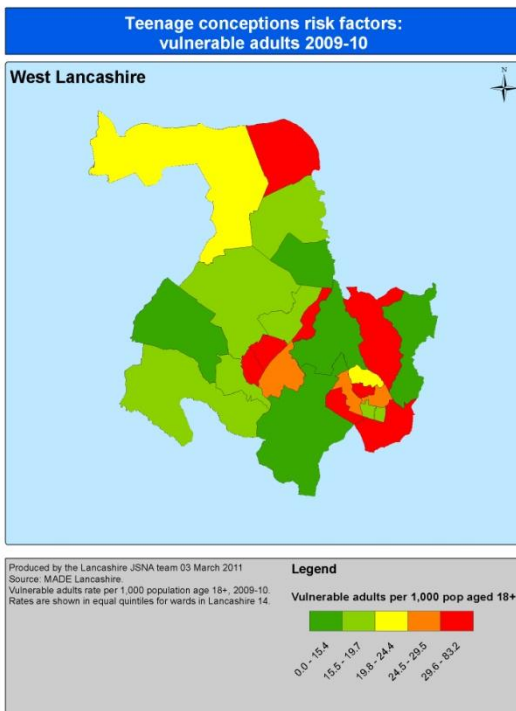 Teenage conceptions risk factors:
vulnerable adults 2009-10
West Lancashire
N
Produced by the Lancashire JSNA team 03 March 2011
Source: MADE Lancashire.
Vulnerable adults rate per 1,000 population age 18+, 2009-10.
Rates are shown in equal quintiles for wards in Lancashire 14.
Legend
Vulnerable adults per 1,000 pop aged 18+
0.0 - 15.4
15.5 - 19.7
19.8 - 24.4
24.5 - 29.5
29.6 - 83.2